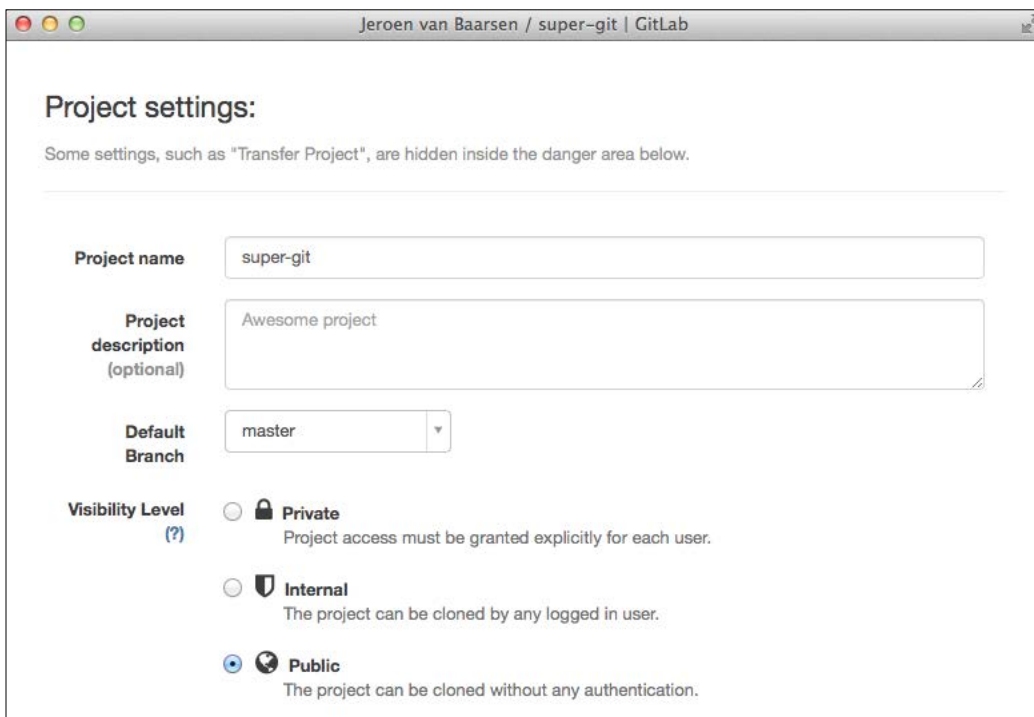 Jeroen van Baarsen / super-git | GitLab
Project settings:
Some settings, such as "Transfer Project", are hidden inside the danger area below.
Project name
super-git
Project
description
(optional)
Awesome project
Default
Branch
master
Visibility Level
(?)
Private
Project access must be granted explicitly for each user.
Internal
The project can be cloned by any logged in user.
Public
The project can be cloned without any authentication.